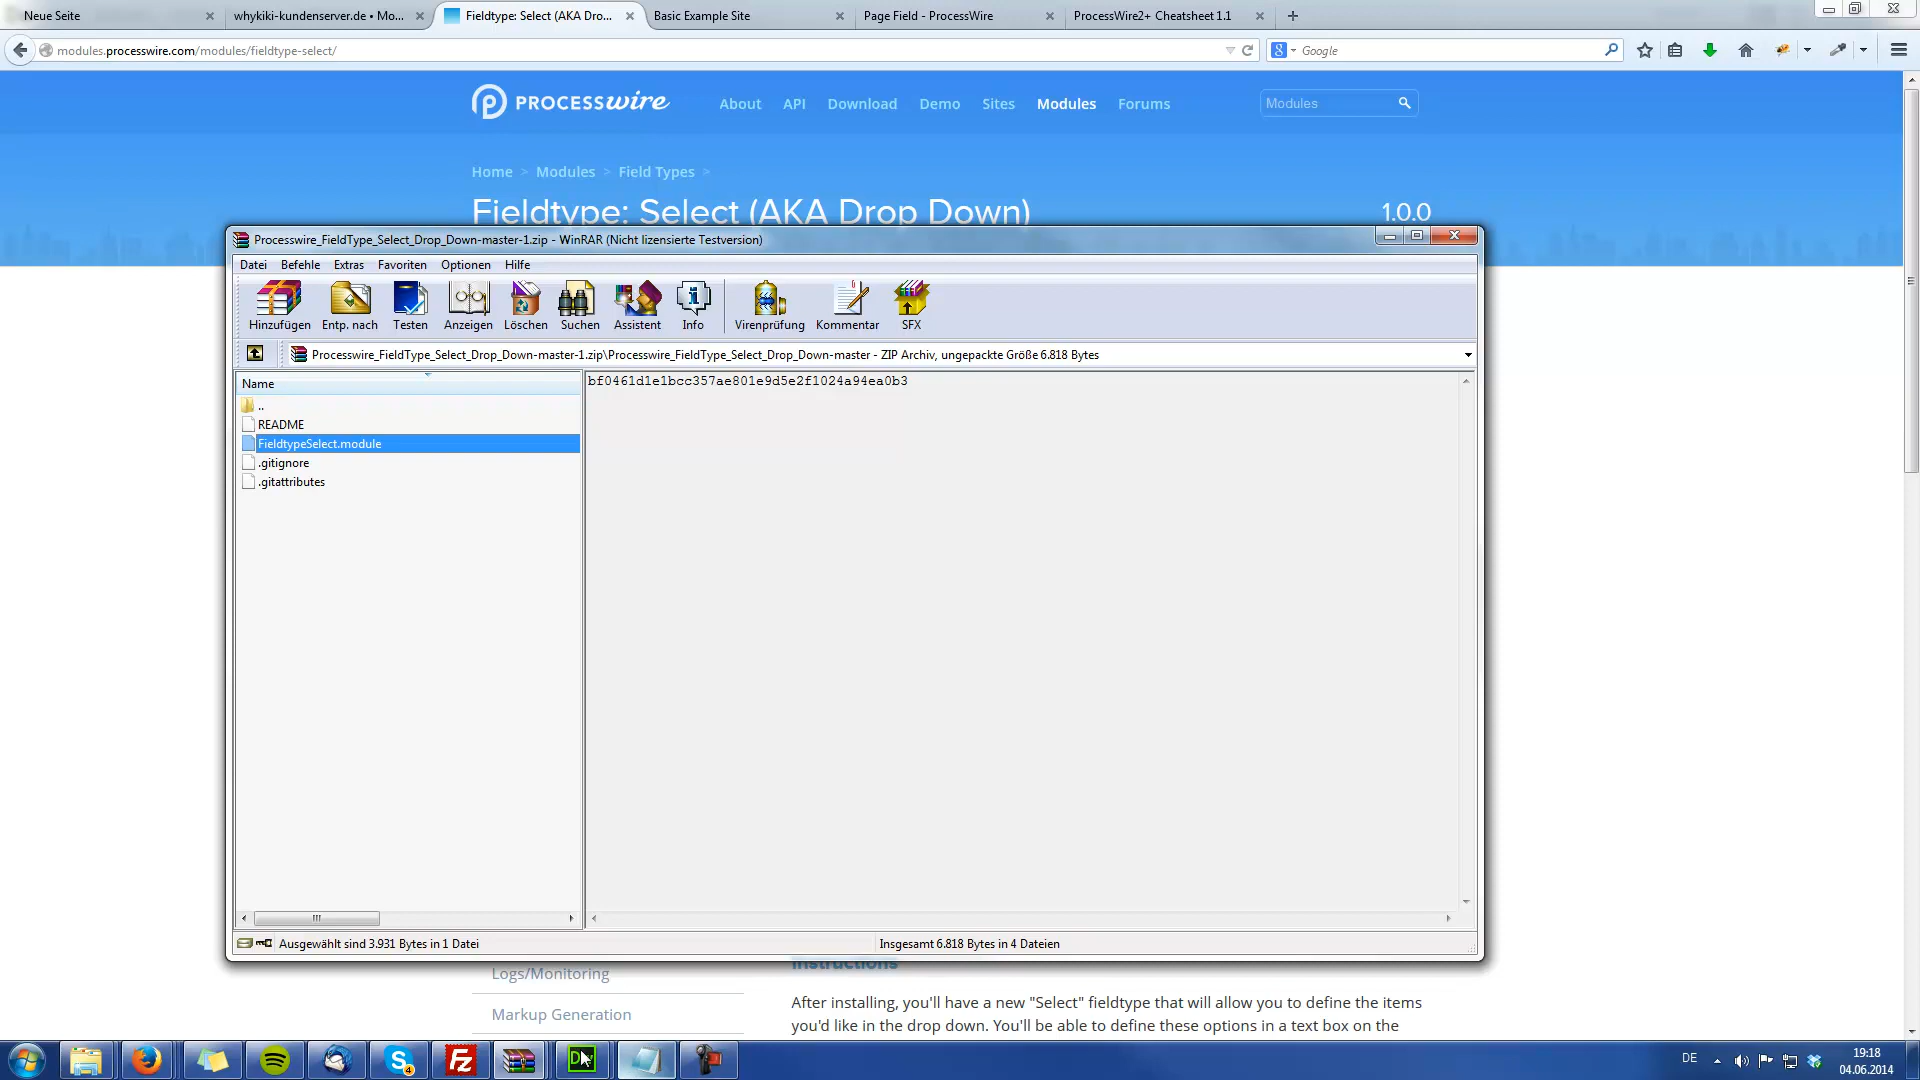 Neue Seite
whykiki-kundenserver.de • Mo...
Fieldtype: Select (AKA Dro...
Basic Example Site
Page Field - ProcessWire
ProcessWire2+ Cheatsheet 1.1
modules.processwire.com/modules/fieldtype-select/
Google
PROCESSwire
About
API
Download
Demo
Sites
Modules
Forums
Modules
Home > Modules > Field Types >
Fieldtype: Select (AKA Drop Down)
1.0.0
Processwire_FieldType_Select_Drop_Down-master-1.zip - WinRAR (Nicht lizensierte Testversion)
Datei Befehle Extras Favoriten Optionen Hilfe
Hinzufügen Entp. nach Testen Anzeigen Löschen Suchen Assistent Info Virenprüfung Kommentar SFX
Processwire_FieldType_Select_Drop_Down-master-1.zip\Processwire_FieldType_Select_Drop_Down-master - ZIP Archiv, ungepackte Größe 6.818 Bytes
Name
bf0461d1e1bcc357ae801e9d5e2f1024a94ea0b3
..
README
FieldtypeSelect.module
.gitignore
.gitattributes
Ausgewählt sind 3.931 Bytes in 1 Datei
Insgesamt 6.818 Bytes in 4 Dateien
Instructions
Logs/Monitoring
After installing, you'll have a new "Select" fieldtype that will allow you to define the items
Markup Generation
you'd like in the drop down. You'll be able to define these options in a text box on the
DE
19:18
04.06.2014